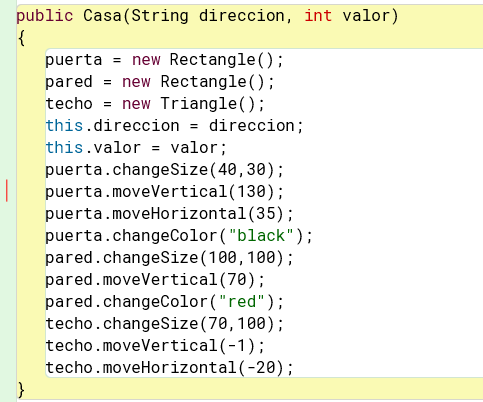 public Casa(String direccion, int valor)
{
puerta = new Rectangle();
pared = new Rectangle();
techo = new Triangle();
this.direccion = direccion;
this.valor = valor;
puerta.changeSize(40,30);
puerta.moveVertical(130);
puerta.moveHorizontal(35);
puerta.changeColor("black");
pared.changeSize(100,100);
pared.moveVertical(70);
pared.changeColor("red");
techo.changeSize(70,100);
techo.moveVertical(-1);
techo.moveHorizontal(-20);
}